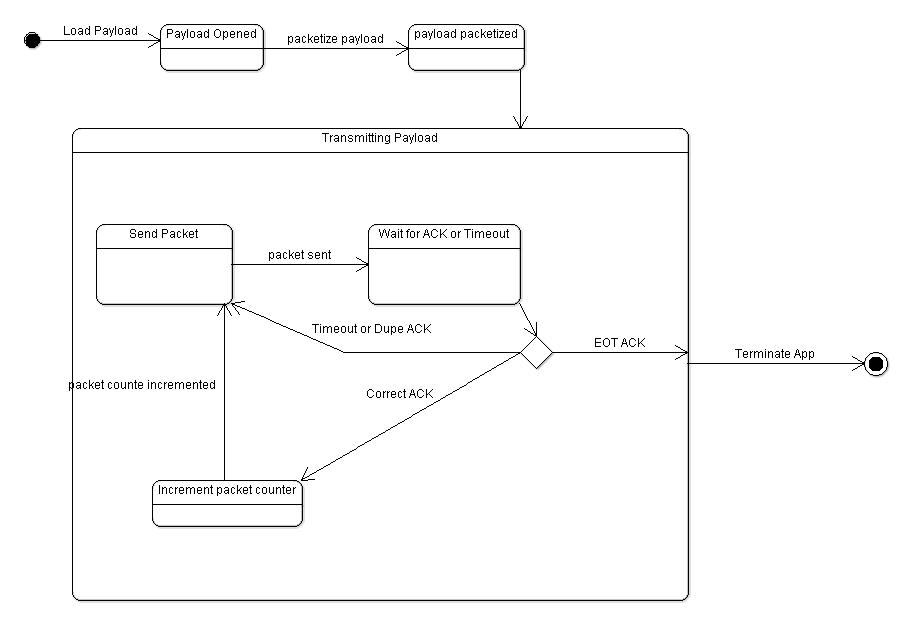 Load Payload
Payload Opened
packetize payload
payload packetized
Transmitting Payload
Send Packet
packet sent
Wait for ACK or Timeout
Timeout or Dupe ACK
EOT ACK
Terminate App
packet counte incremented
Correct ACK
Increment packet counter